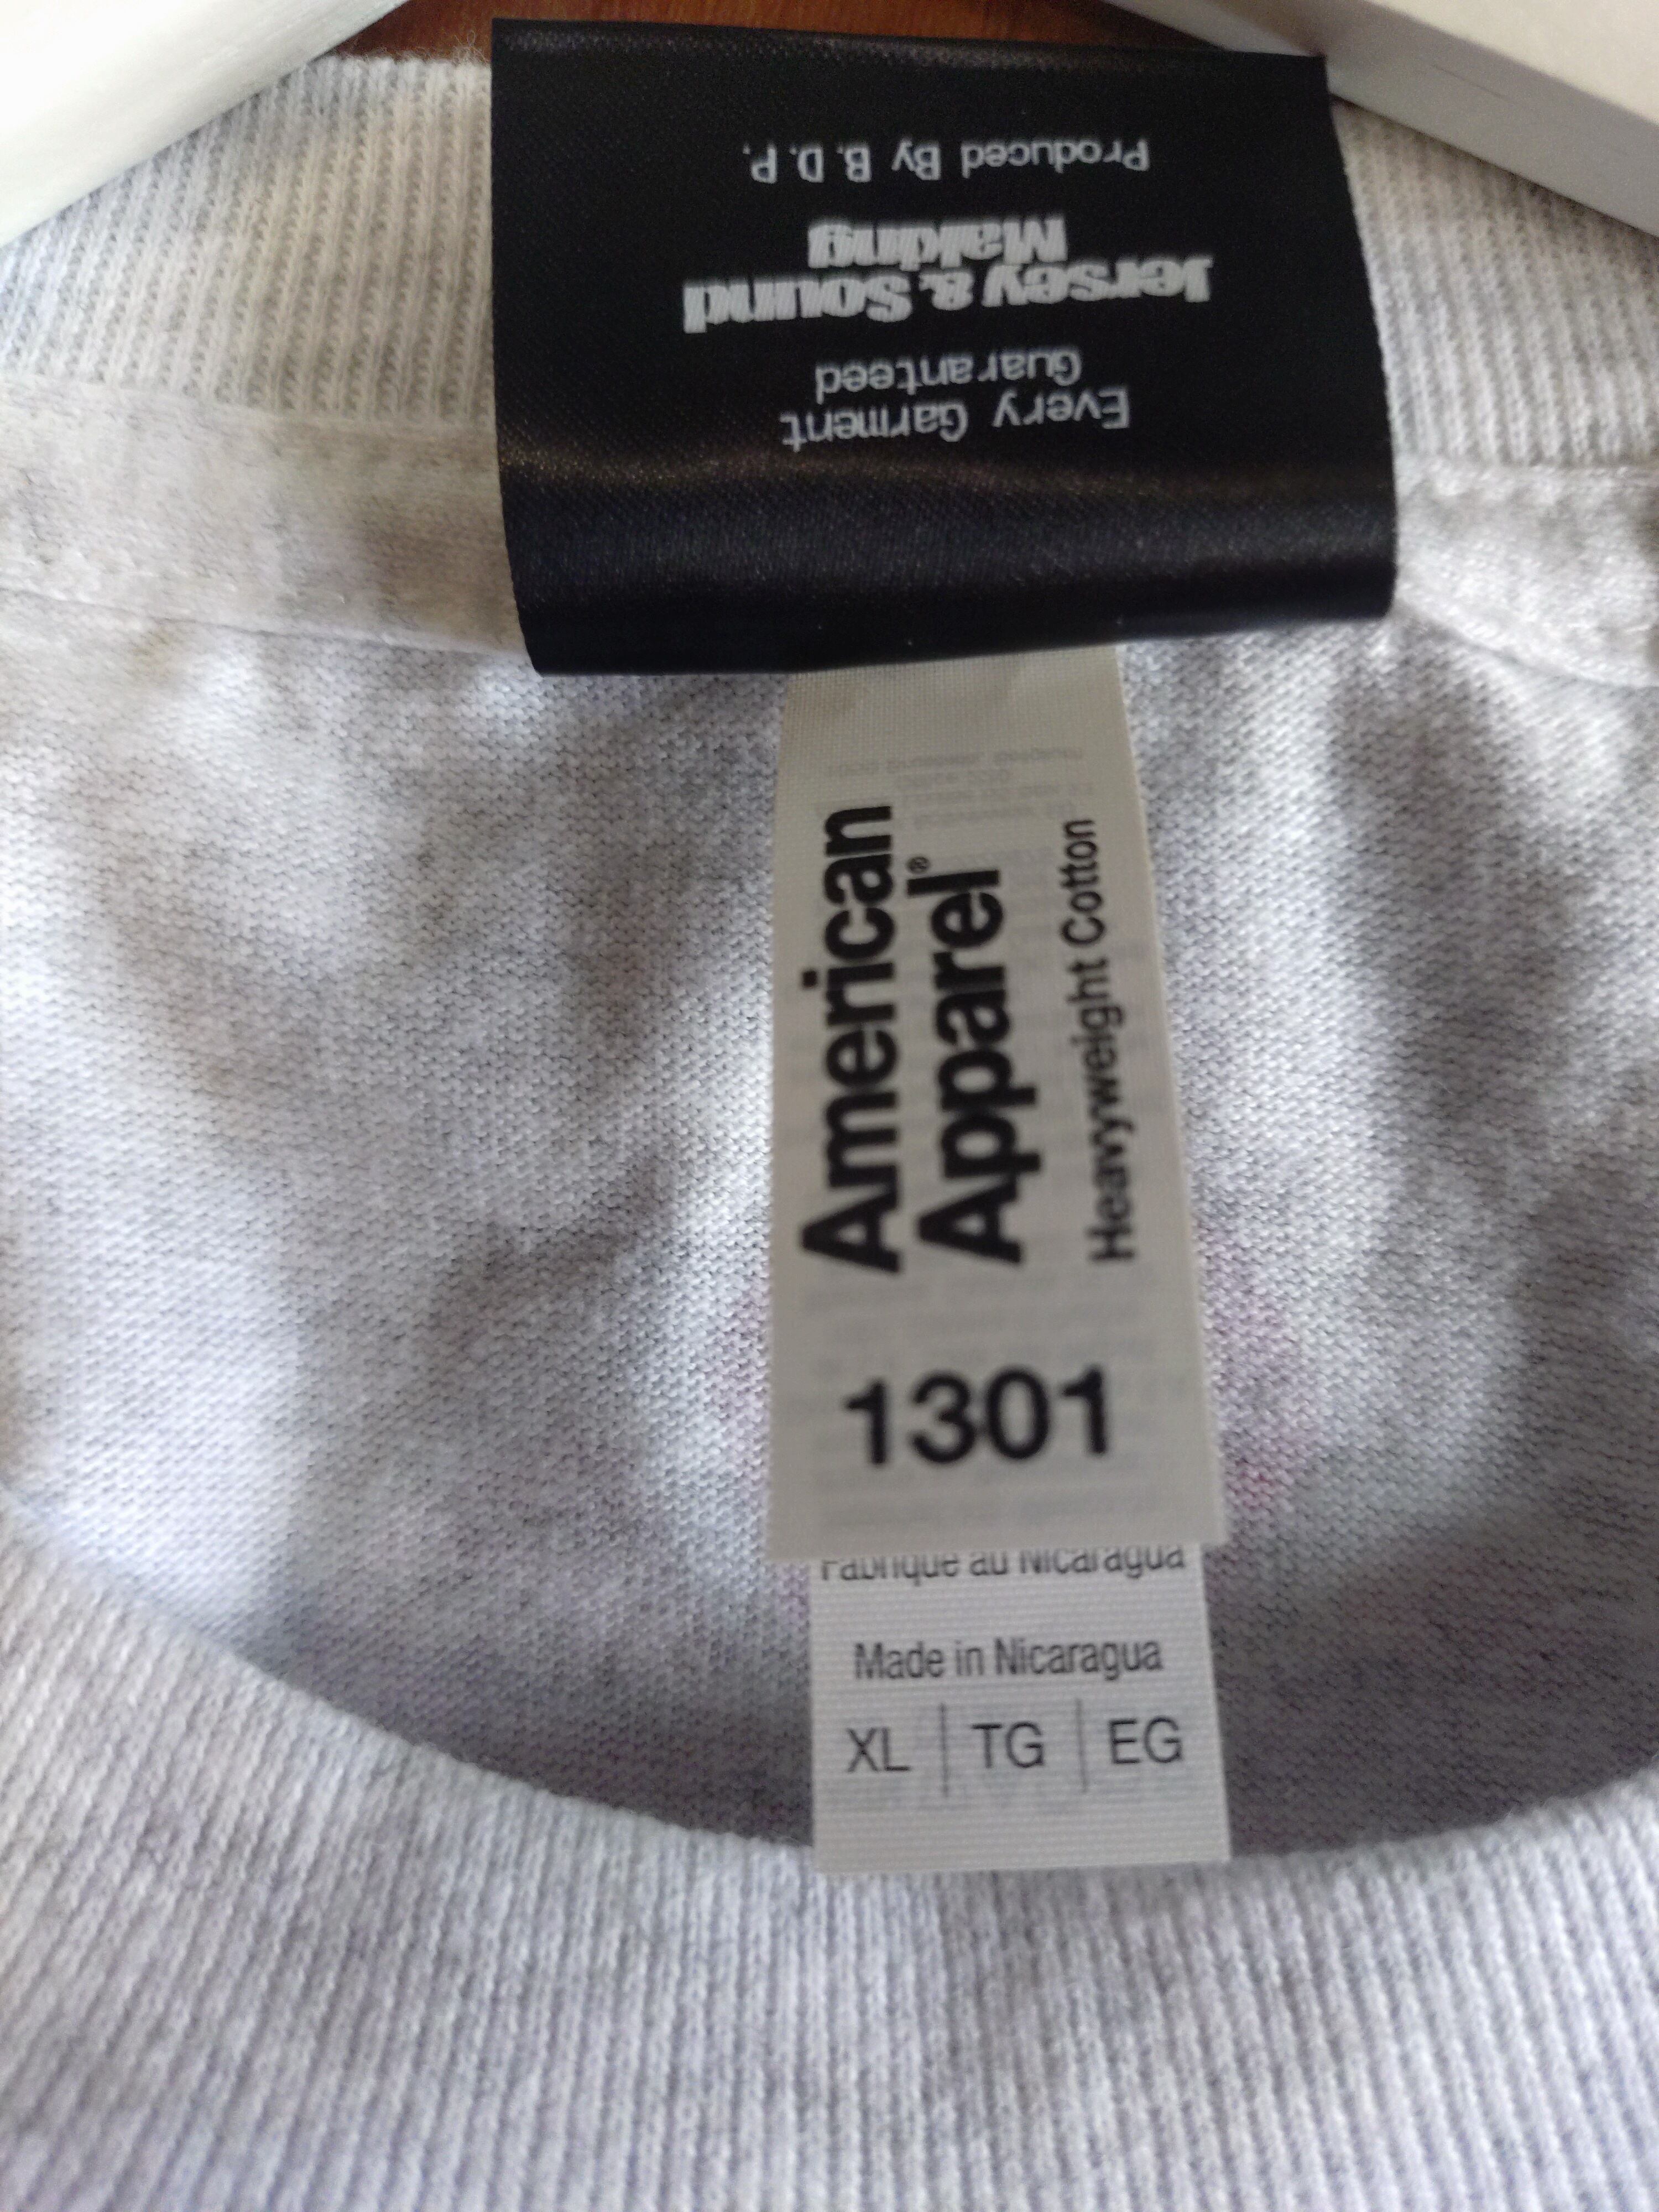 Every Garment
Guaranteed
Jersey & Sound
Making
Produced By B.D.P.
American
Apparel®
Heavyweight Cotton
1301
Fabriqué au Nicaragua
Made in Nicaragua
XL | TG | EG